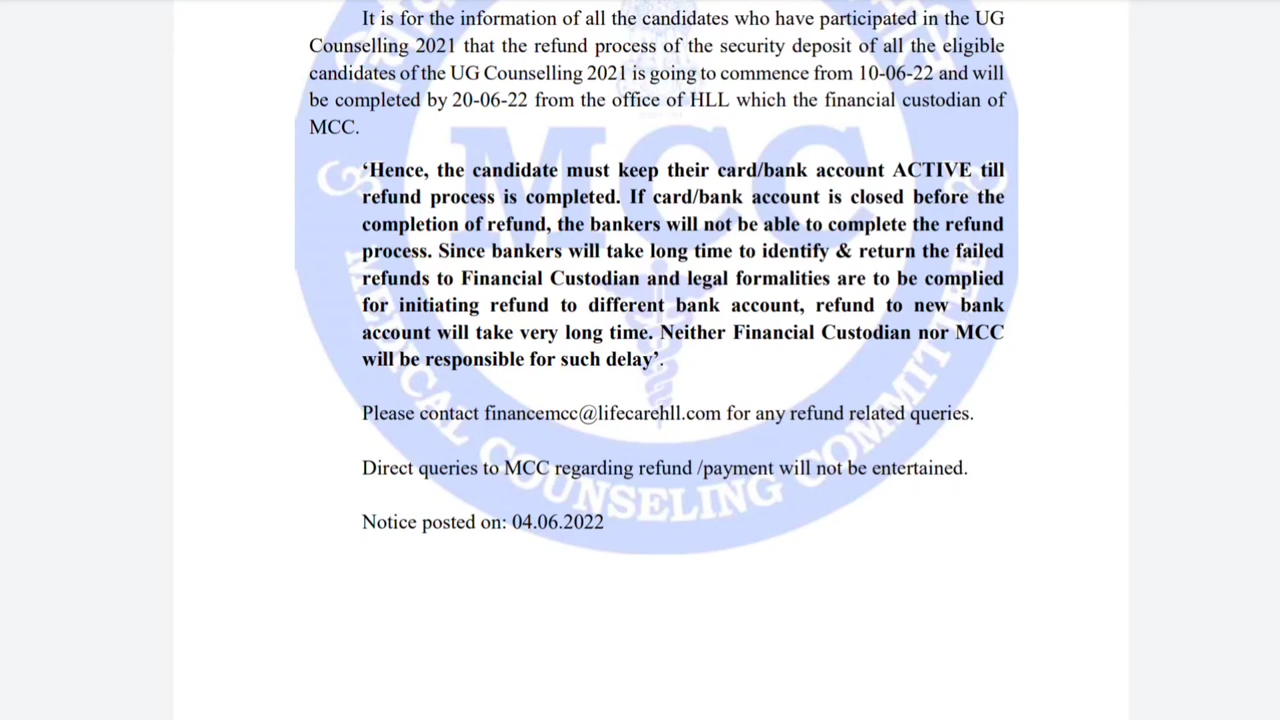 It is for the information of all the candidates who have participated in the UG
Counselling 2021 that the refund process of the security deposit of all the eligible
candidates of the UG Counselling 2021 is going to commence from 10-06-22 and will
be completed by 20-06-22 from the office of HLL which the financial custodian of
MCC.
‘Hence, the candidate must keep their card/bank account ACTIVE till
refund process is completed. If card/bank account is closed before the
completion of refund, the bankers will not be able to complete the refund
process. Since bankers will take long time to identify & return the failed
refunds to Financial Custodian and legal formalities are to be complied
for initiating refund to different bank account, refund to new bank
account will take very long time. Neither Financial Custodian nor MCC
will be responsible for such delay’.
Please contact financemcc@lifecarehll.com for any refund related queries.
Direct queries to MCC regarding refund /payment will not be entertained.
Notice posted on: 04.06.2022
MCC
MEDICAL COUNSELING COMMITTEE